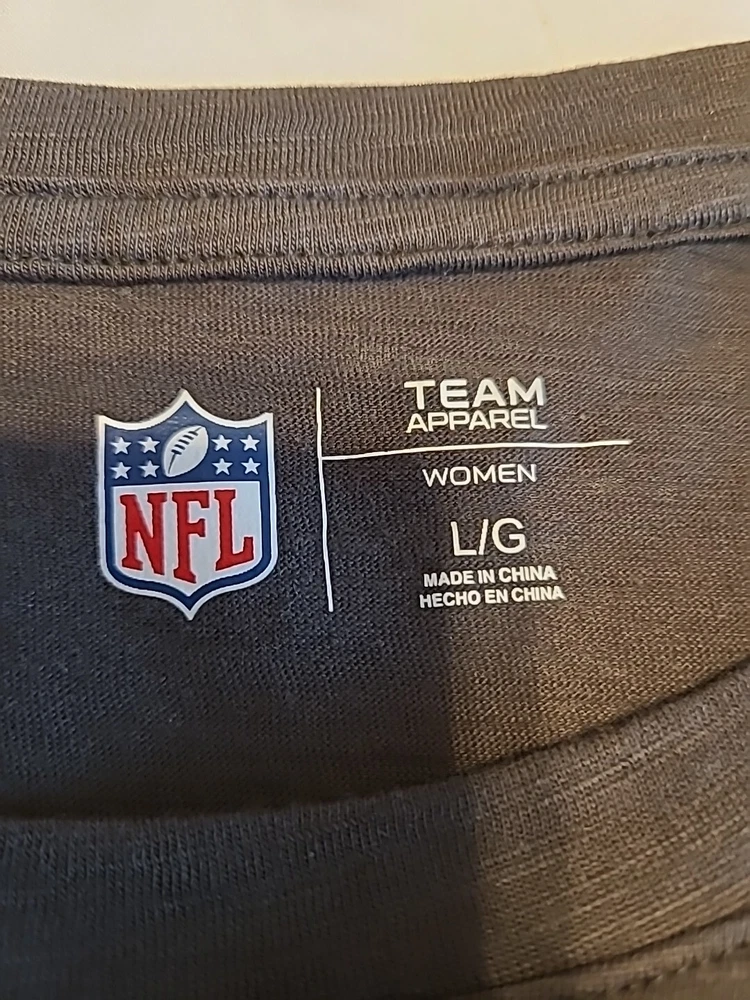 NFL
TEAM
APPAREL
WOMEN
L/G
MADE IN CHINA
HECHO EN CHINA